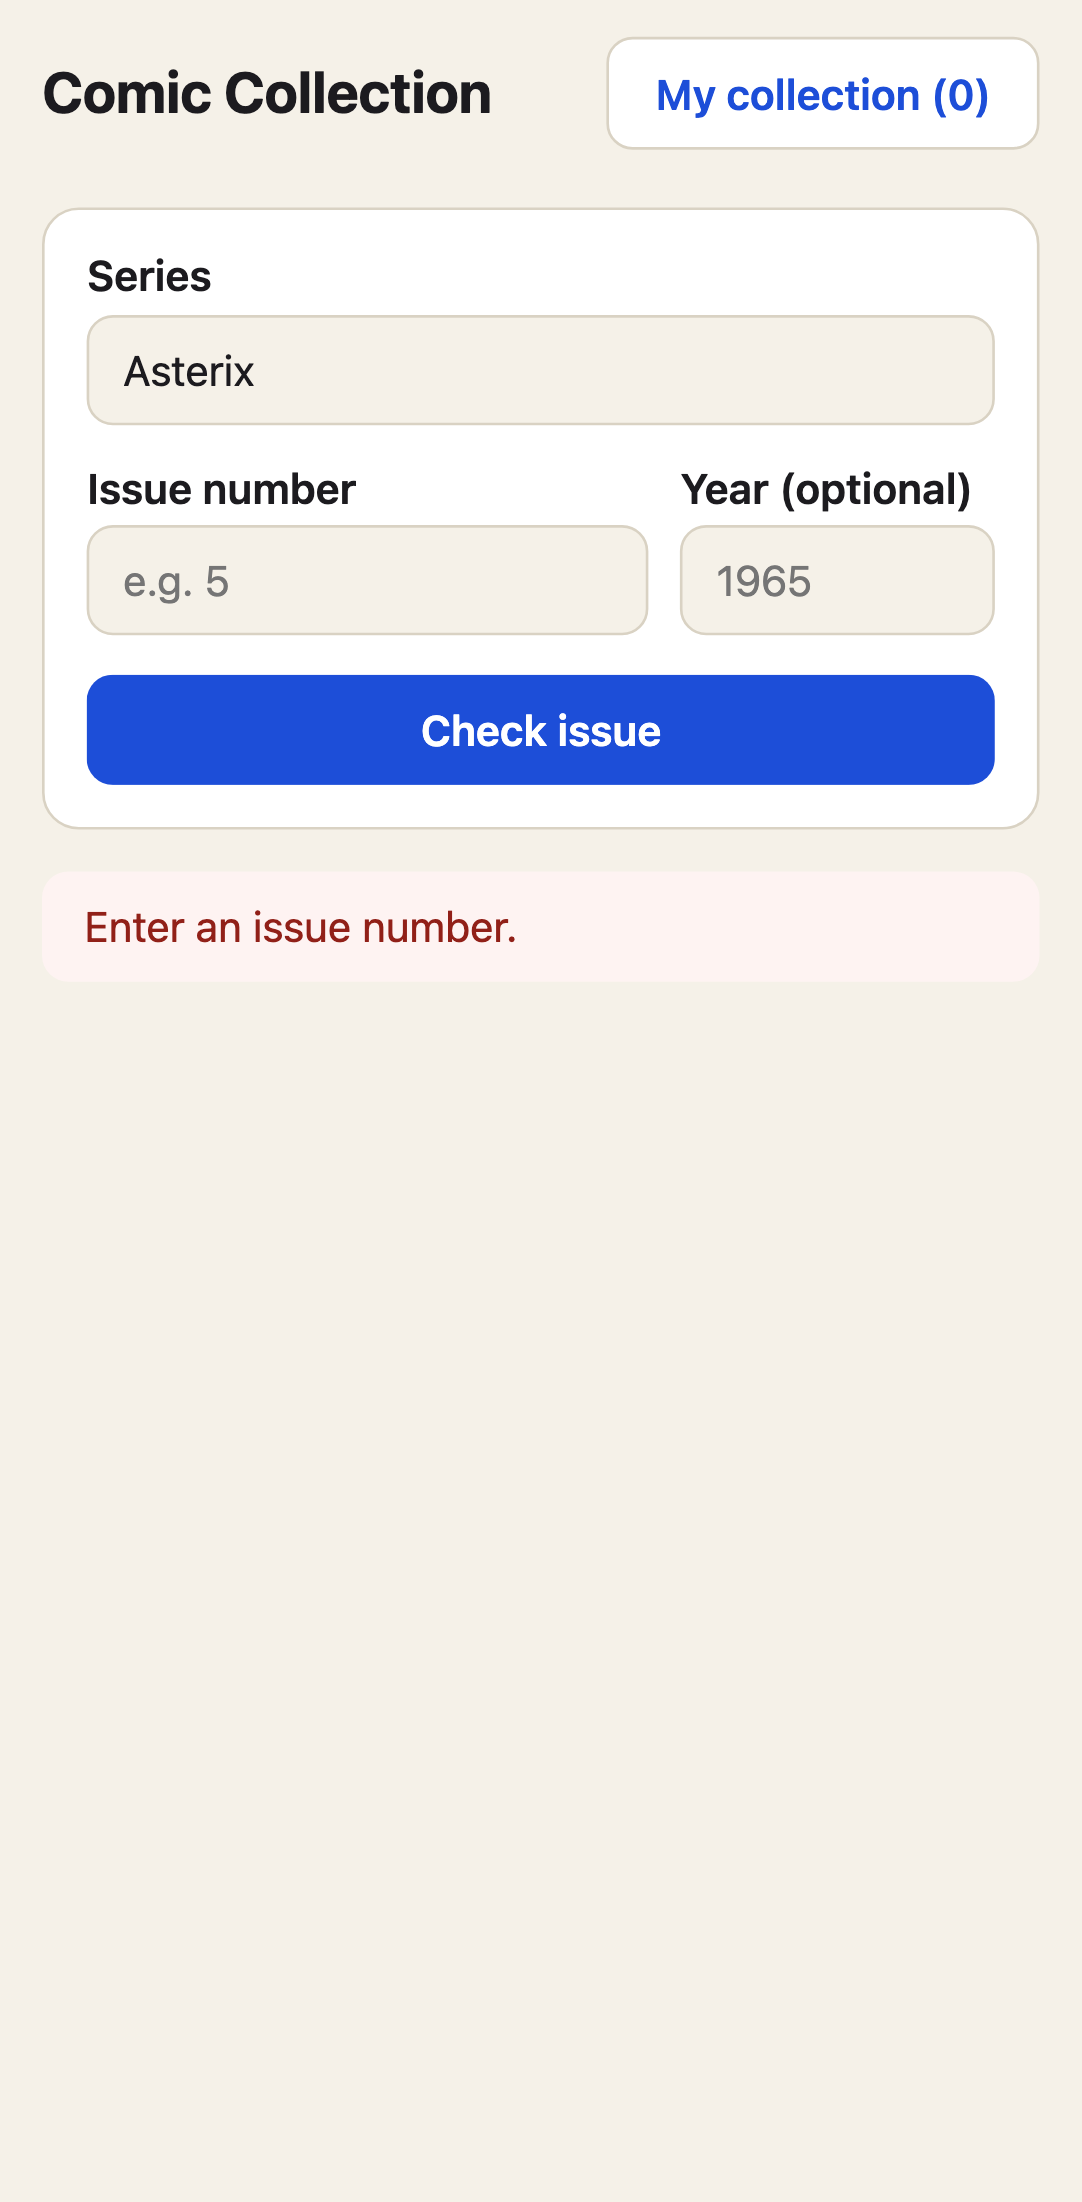 Comic Collection
My collection (0)
Series
Asterix
Issue number
Year (optional)
e.g. 5
1965
Check issue
Enter an issue number.